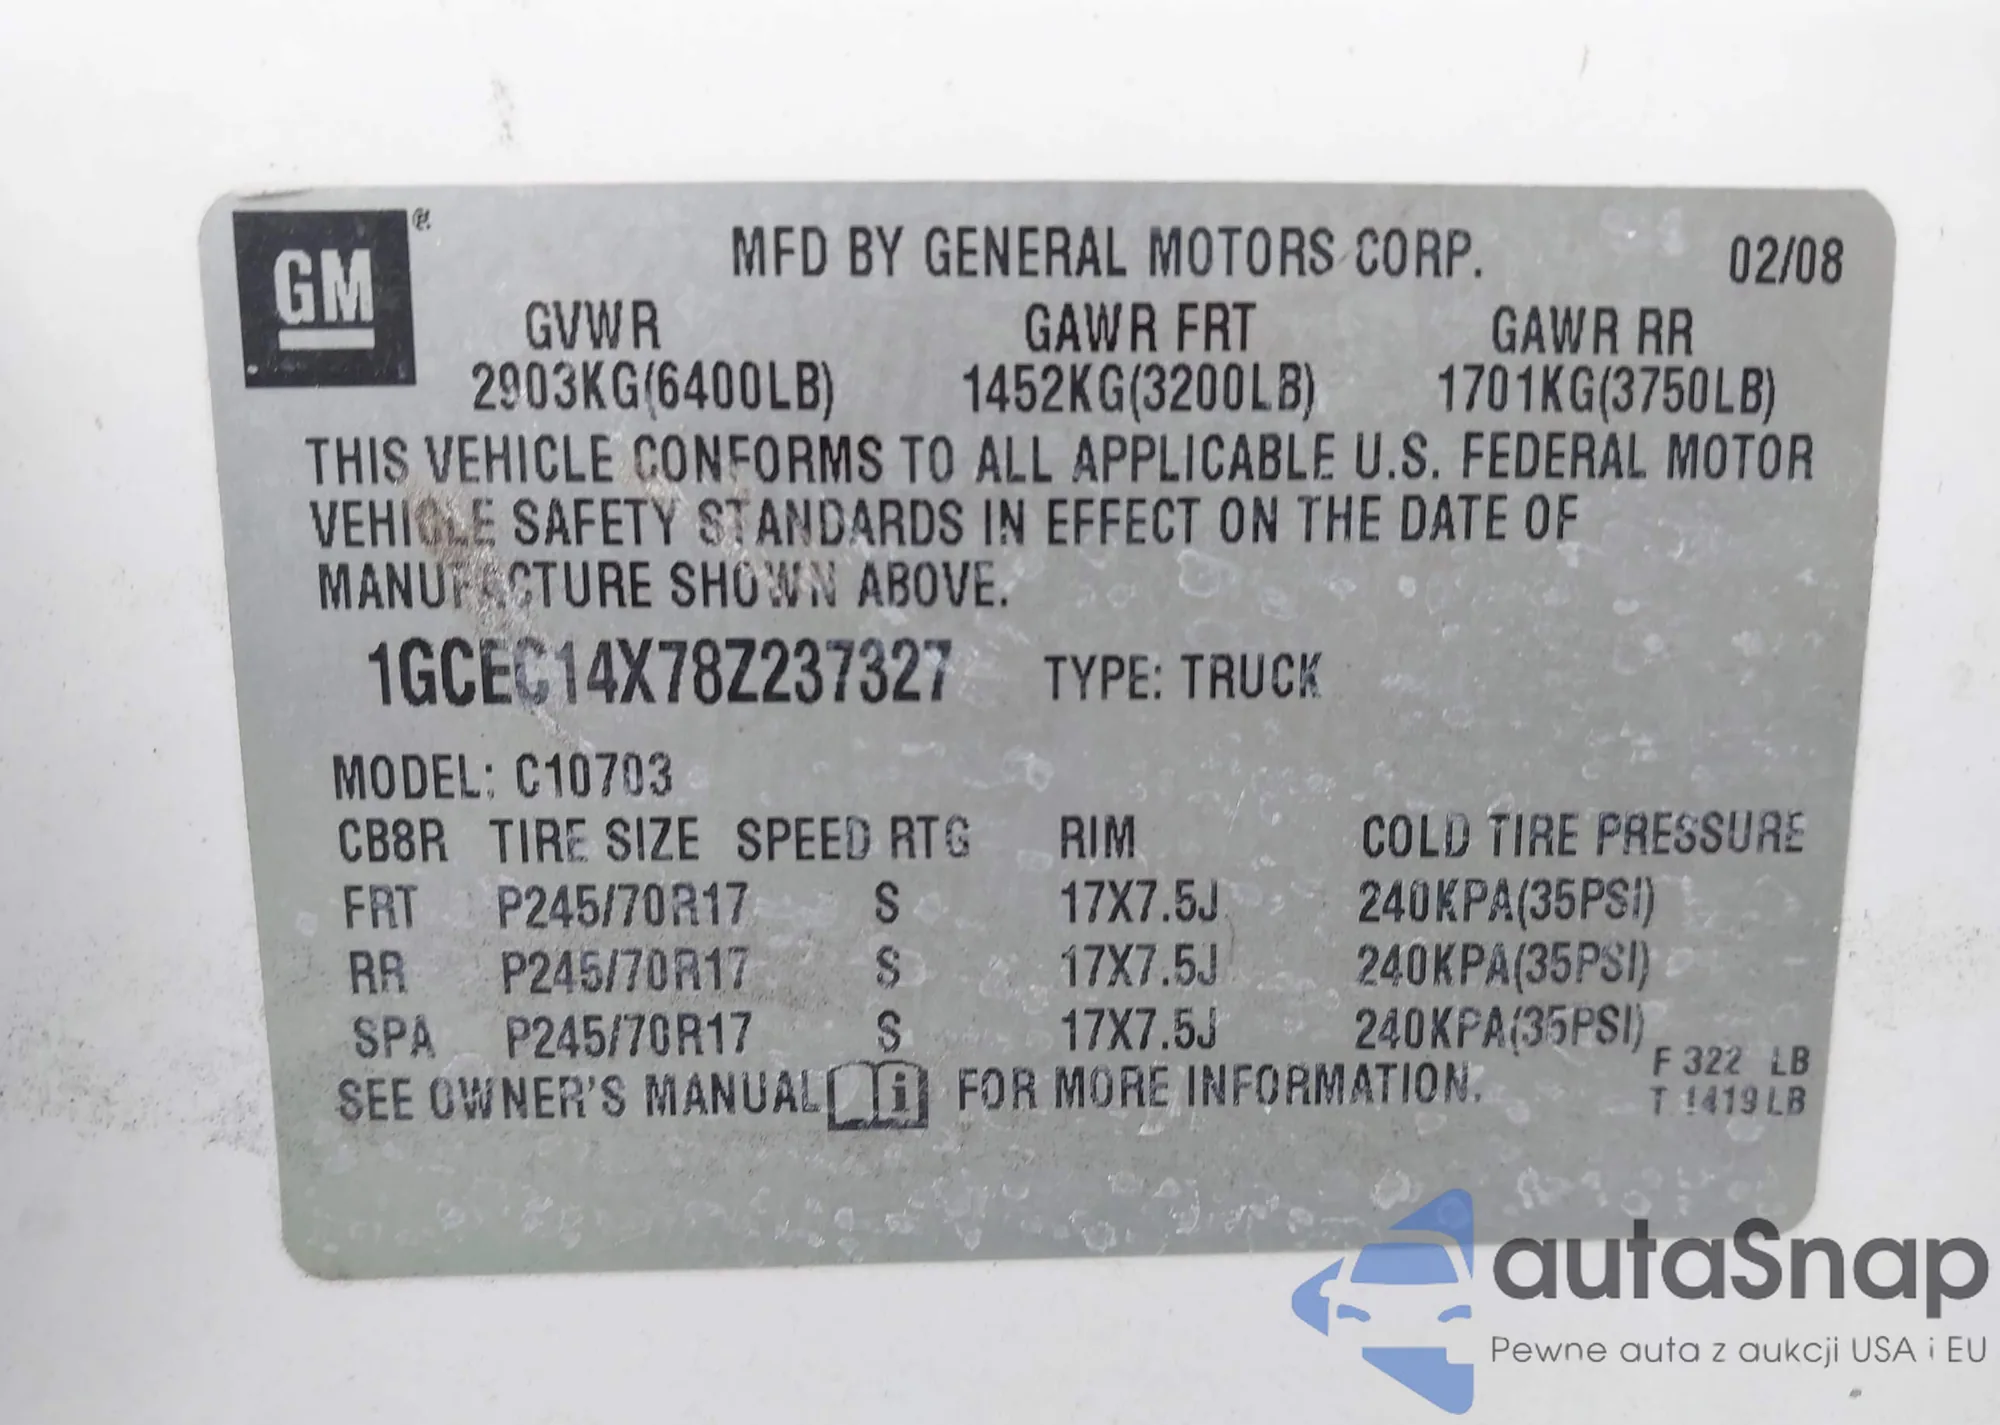 GM®
MFD BY GENERAL MOTORS CORP. 02/08
GVWR GAWR FRT GAWR RR
2903KG(6400LB) 1452KG(3200LB) 1701KG(3750LB)
THIS VEHICLE CONFORMS TO ALL APPLICABLE U.S. FEDERAL MOTOR
VEHICLE SAFETY STANDARDS IN EFFECT ON THE DATE OF
MANUFACTURE SHOWN ABOVE.
1GCEC14X78Z237327 TYPE: TRUCK
MODEL: C10703
CB8R TIRE SIZE SPEED RTG RIM COLD TIRE PRESSURE
FRT P245/70R17 S 17X7.5J 240KPA(35PSI)
RR P245/70R17 S 17X7.5J 240KPA(35PSI)
SPA P245/70R17 S 17X7.5J 240KPA(35PSI)
F 322 LB
SEE OWNER'S MANUAL i FOR MORE INFORMATION.
T 1419 LB
autaSnap
Pewne auta z aukcji USA i EU